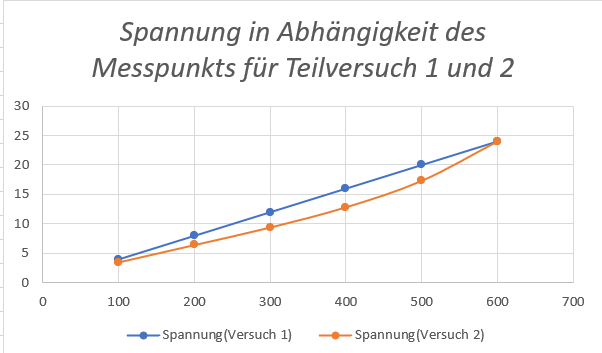 Spannung in Abhängigkeit des
Messpunkts für Teilversuch 1 und 2
30
25
20
15
10
5
0
0 100 200 300 400 500 600 700
Spannung(Versuch 1) Spannung(Versuch 2)